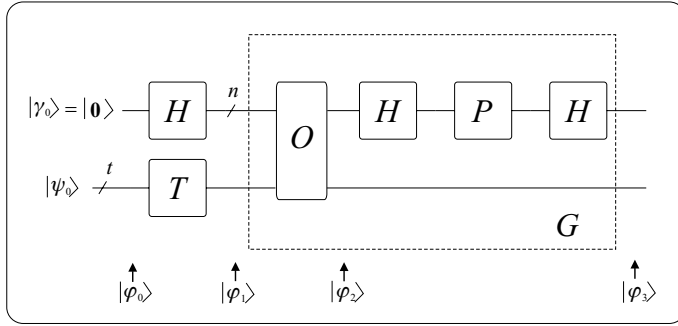 n
|γ₀⟩ = |0⟩ H O H P H
t
|ψ₀⟩ T
G
|φ₀⟩ |φ₁⟩ |φ₂⟩ |φ₃⟩